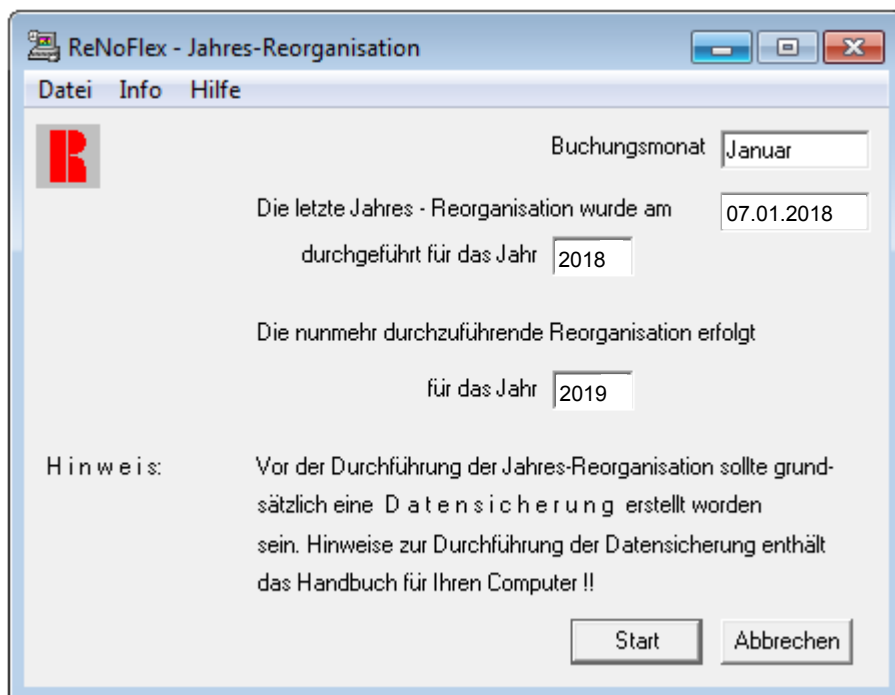 ReNoFlex - Jahres-Reorganisation
Datei Info Hilfe
R
Buchungsmonat Januar
Die letzte Jahres - Reorganisation wurde am 07.01.2018
durchgeführt für das Jahr 2018
Die nunmehr durchzuführende Reorganisation erfolgt
für das Jahr 2019
H i n w e i s: Vor der Durchführung der Jahres-Reorganisation sollte grund-
sätzlich eine D a t e n s i c h e r u n g erstellt worden
sein. Hinweise zur Durchführung der Datensicherung enthält
das Handbuch für Ihren Computer !!
Start Abbrechen